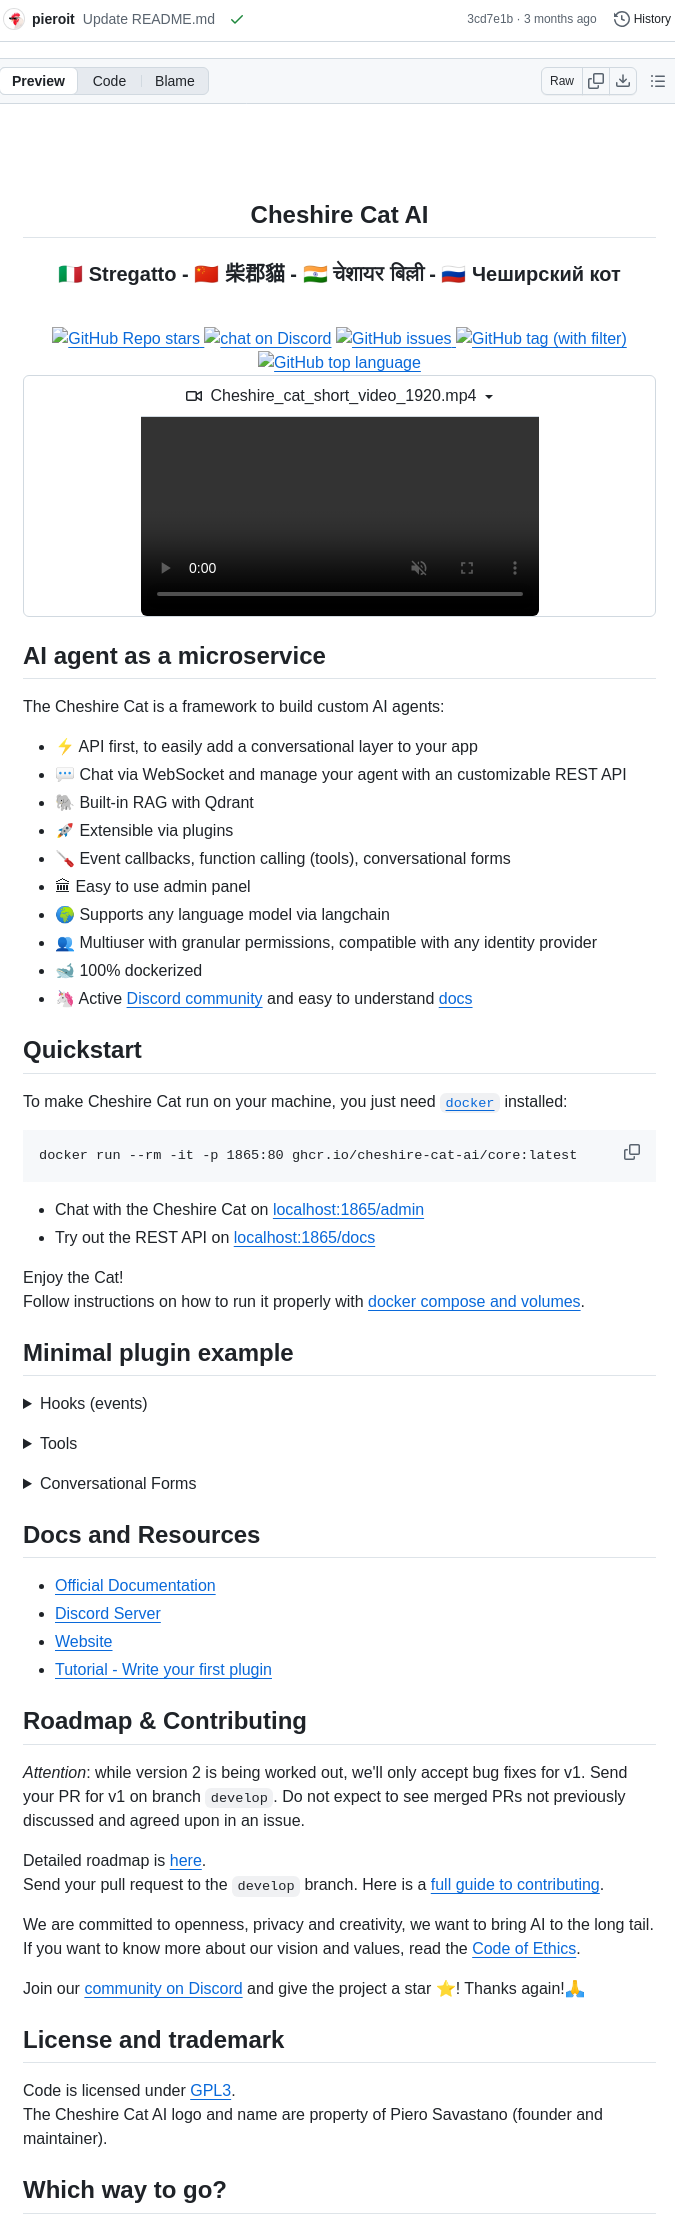 pieroit Update README.md
3cd7e1b · 3 months ago History
Preview Code Blame
Raw
Cheshire Cat AI
🇮🇹 Stregatto - 🇨🇳 柴郡貓 - 🇮🇳 चेशायर बिल्ली - 🇷🇺 Чеширский кот
GitHub Repo stars chat on Discord GitHub issues GitHub tag (with filter)
GitHub top language
Cheshire_cat_short_video_1920.mp4
0:00
AI agent as a microservice
The Cheshire Cat is a framework to build custom AI agents:
⚡ API first, to easily add a conversational layer to your app
💬 Chat via WebSocket and manage your agent with an customizable REST API
🐘 Built-in RAG with Qdrant
🚀 Extensible via plugins
🪛 Event callbacks, function calling (tools), conversational forms
🏛 Easy to use admin panel
🌍 Supports any language model via langchain
👥 Multiuser with granular permissions, compatible with any identity provider
🐋 100% dockerized
🦄 Active Discord community and easy to understand docs
Quickstart
To make Cheshire Cat run on your machine, you just need docker installed:
docker run --rm -it -p 1865:80 ghcr.io/cheshire-cat-ai/core:latest
Chat with the Cheshire Cat on localhost:1865/admin
Try out the REST API on localhost:1865/docs
Enjoy the Cat!
Follow instructions on how to run it properly with docker compose and volumes.
Minimal plugin example
Hooks (events)
Tools
Conversational Forms
Docs and Resources
Official Documentation
Discord Server
Website
Tutorial - Write your first plugin
Roadmap & Contributing
Attention: while version 2 is being worked out, we'll only accept bug fixes for v1. Send
your PR for v1 on branch develop. Do not expect to see merged PRs not previously
discussed and agreed upon in an issue.
Detailed roadmap is here.
Send your pull request to the develop branch. Here is a full guide to contributing.
We are committed to openness, privacy and creativity, we want to bring AI to the long tail.
If you want to know more about our vision and values, read the Code of Ethics.
Join our community on Discord and give the project a star ⭐! Thanks again!🙏
License and trademark
Code is licensed under GPL3.
The Cheshire Cat AI logo and name are property of Piero Savastano (founder and
maintainer).
Which way to go?